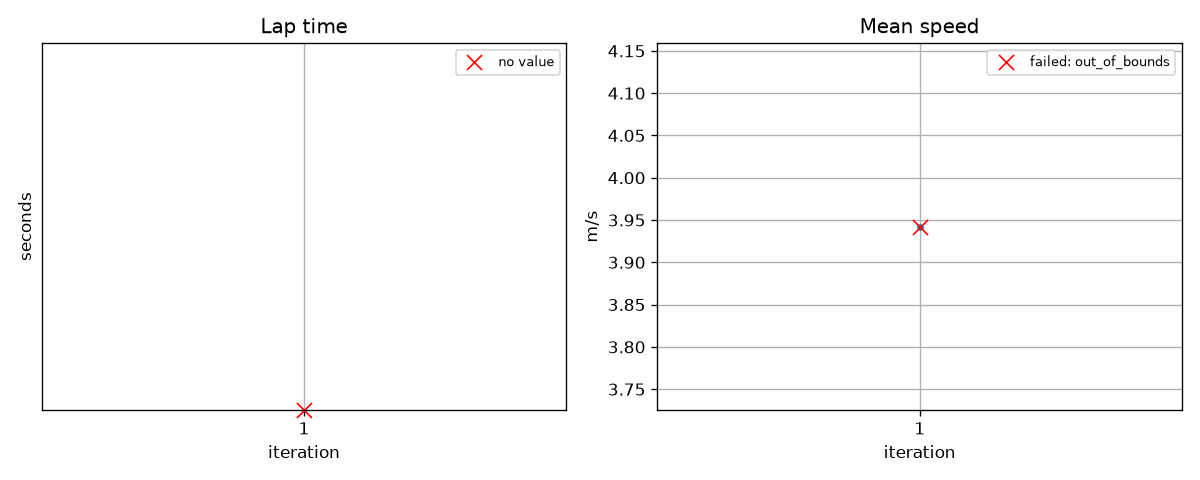 Lap time
no value
seconds
1
iteration
Mean speed
failed: out_of_bounds
4.15
4.10
4.05
4.00
3.95
3.90
3.85
3.80
3.75
m/s
1
iteration